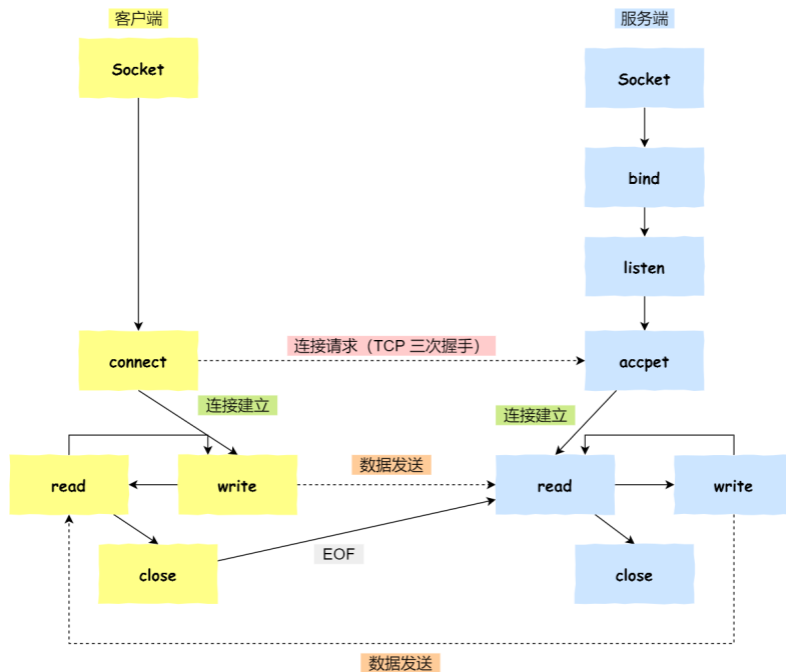 客户端
服务端
Socket
Socket
bind
listen
connect
连接请求（TCP 三次握手）
accpet
连接建立
连接建立
read
write
数据发送
read
write
close
EOF
close
数据发送